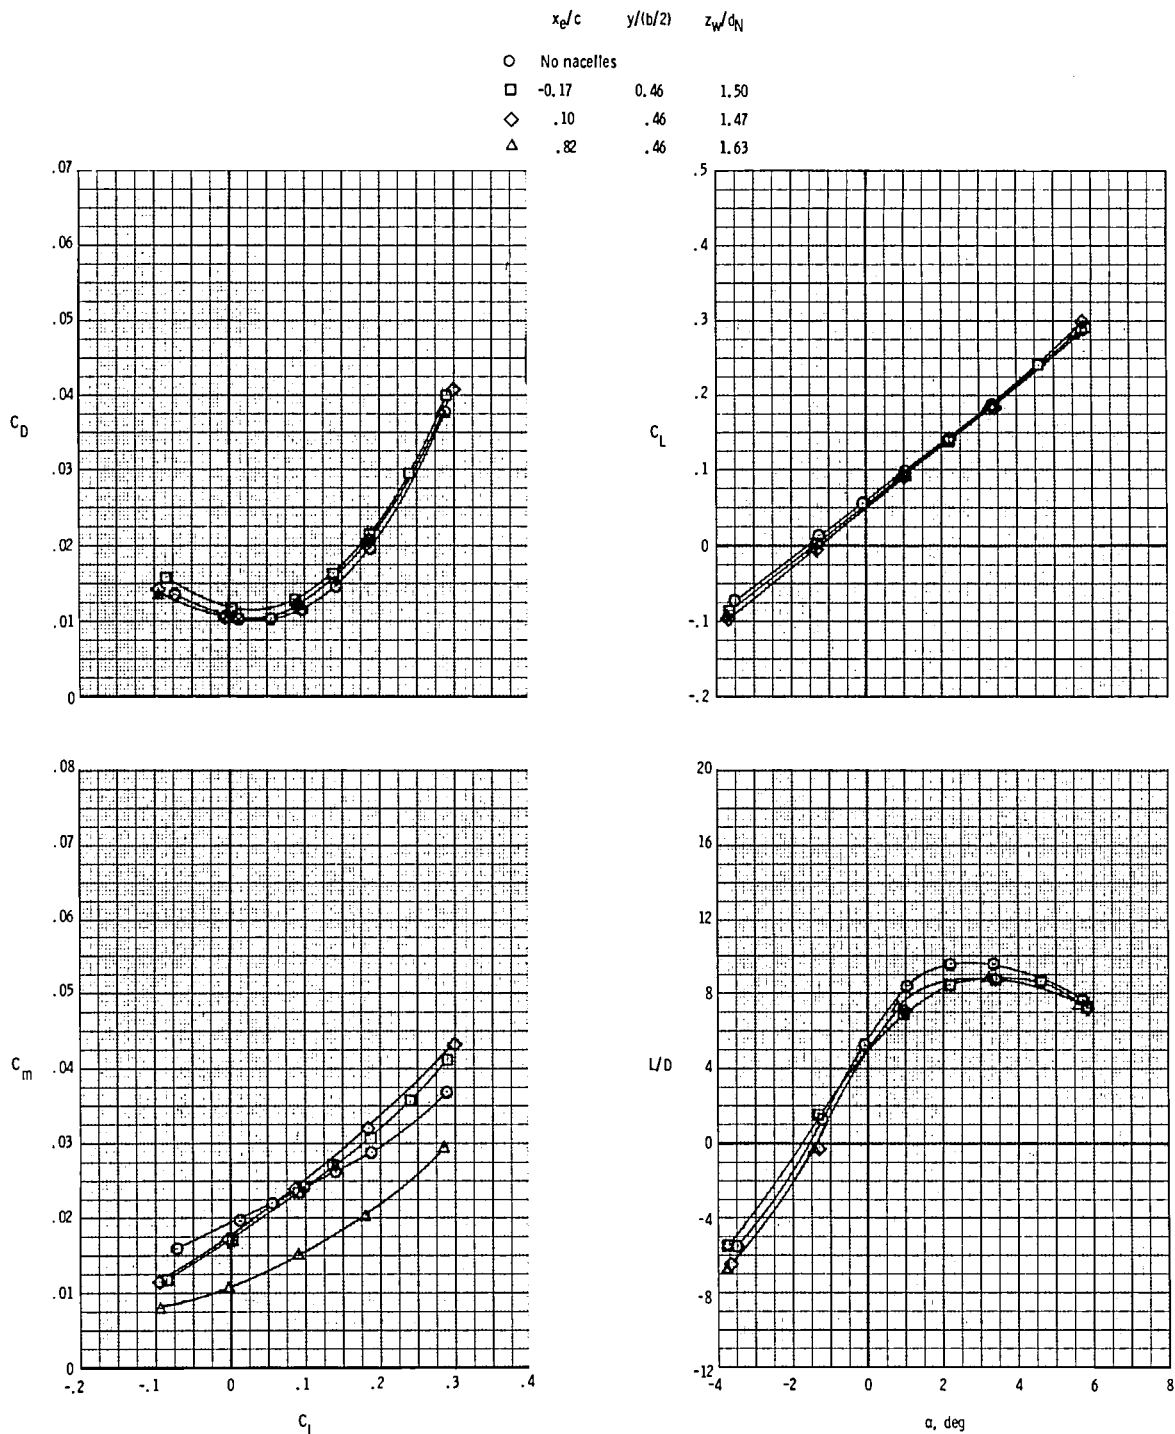 x_e/c y/(b/2) z_w/d_N
No nacelles
-0.17 0.46 1.50
.10 .46 1.47
.82 .46 1.63
.07
.06
.05
.04
C_D
.03
.02
.01
0
.5
.4
.3
.2
C_L
.1
0
-.1
-.2
.08
.07
.06
.05
C_m
.04
.03
.02
.01
0
-.2 -.1 0 .1 .2 .3 .4
C_L
20
16
12
8
L/D
4
0
-4
-8
-12
-4 -2 0 2 4 6 8
α, deg